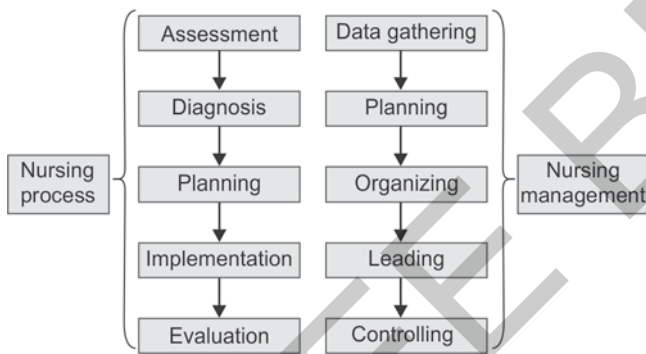 Assessment
Data gathering
Diagnosis
Planning
Nursing
process
Planning
Organizing
Nursing
management
Implementation
Leading
Evaluation
Controlling